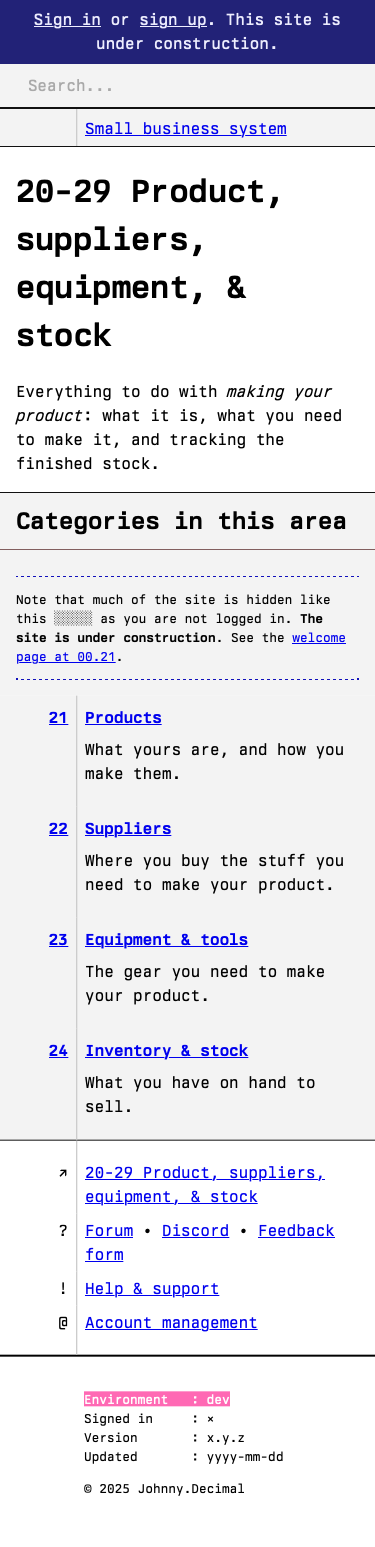 Sign in or sign up. This site is
under construction.
Search...
Small business system
20-29 Product,
suppliers,
equipment, &
stock
Everything to do with making your
product: what it is, what you need
to make it, and tracking the
finished stock.
Categories in this area
Note that much of the site is hidden like
this ░░░░░ as you are not logged in. The
site is under construction. See the welcome
page at 00.21.
21 Products
What yours are, and how you
make them.
22 Suppliers
Where you buy the stuff you
need to make your product.
23 Equipment & tools
The gear you need to make
your product.
24 Inventory & stock
What you have on hand to
sell.
↗ 20-29 Product, suppliers,
equipment, & stock
? Forum • Discord • Feedback
form
! Help & support
@ Account management
Environment : dev
Signed in : ×
Version : x.y.z
Updated : yyyy-mm-dd
© 2025 Johnny.Decimal